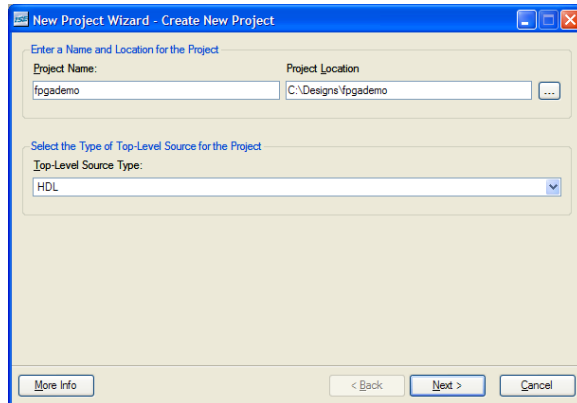 ISE New Project Wizard - Create New Project
Enter a Name and Location for the Project
Project Name: Project Location
fpgademo C:\Designs\fpgademo ...
Select the Type of Top-Level Source for the Project
Top-Level Source Type:
HDL
More Info < Back Next > Cancel